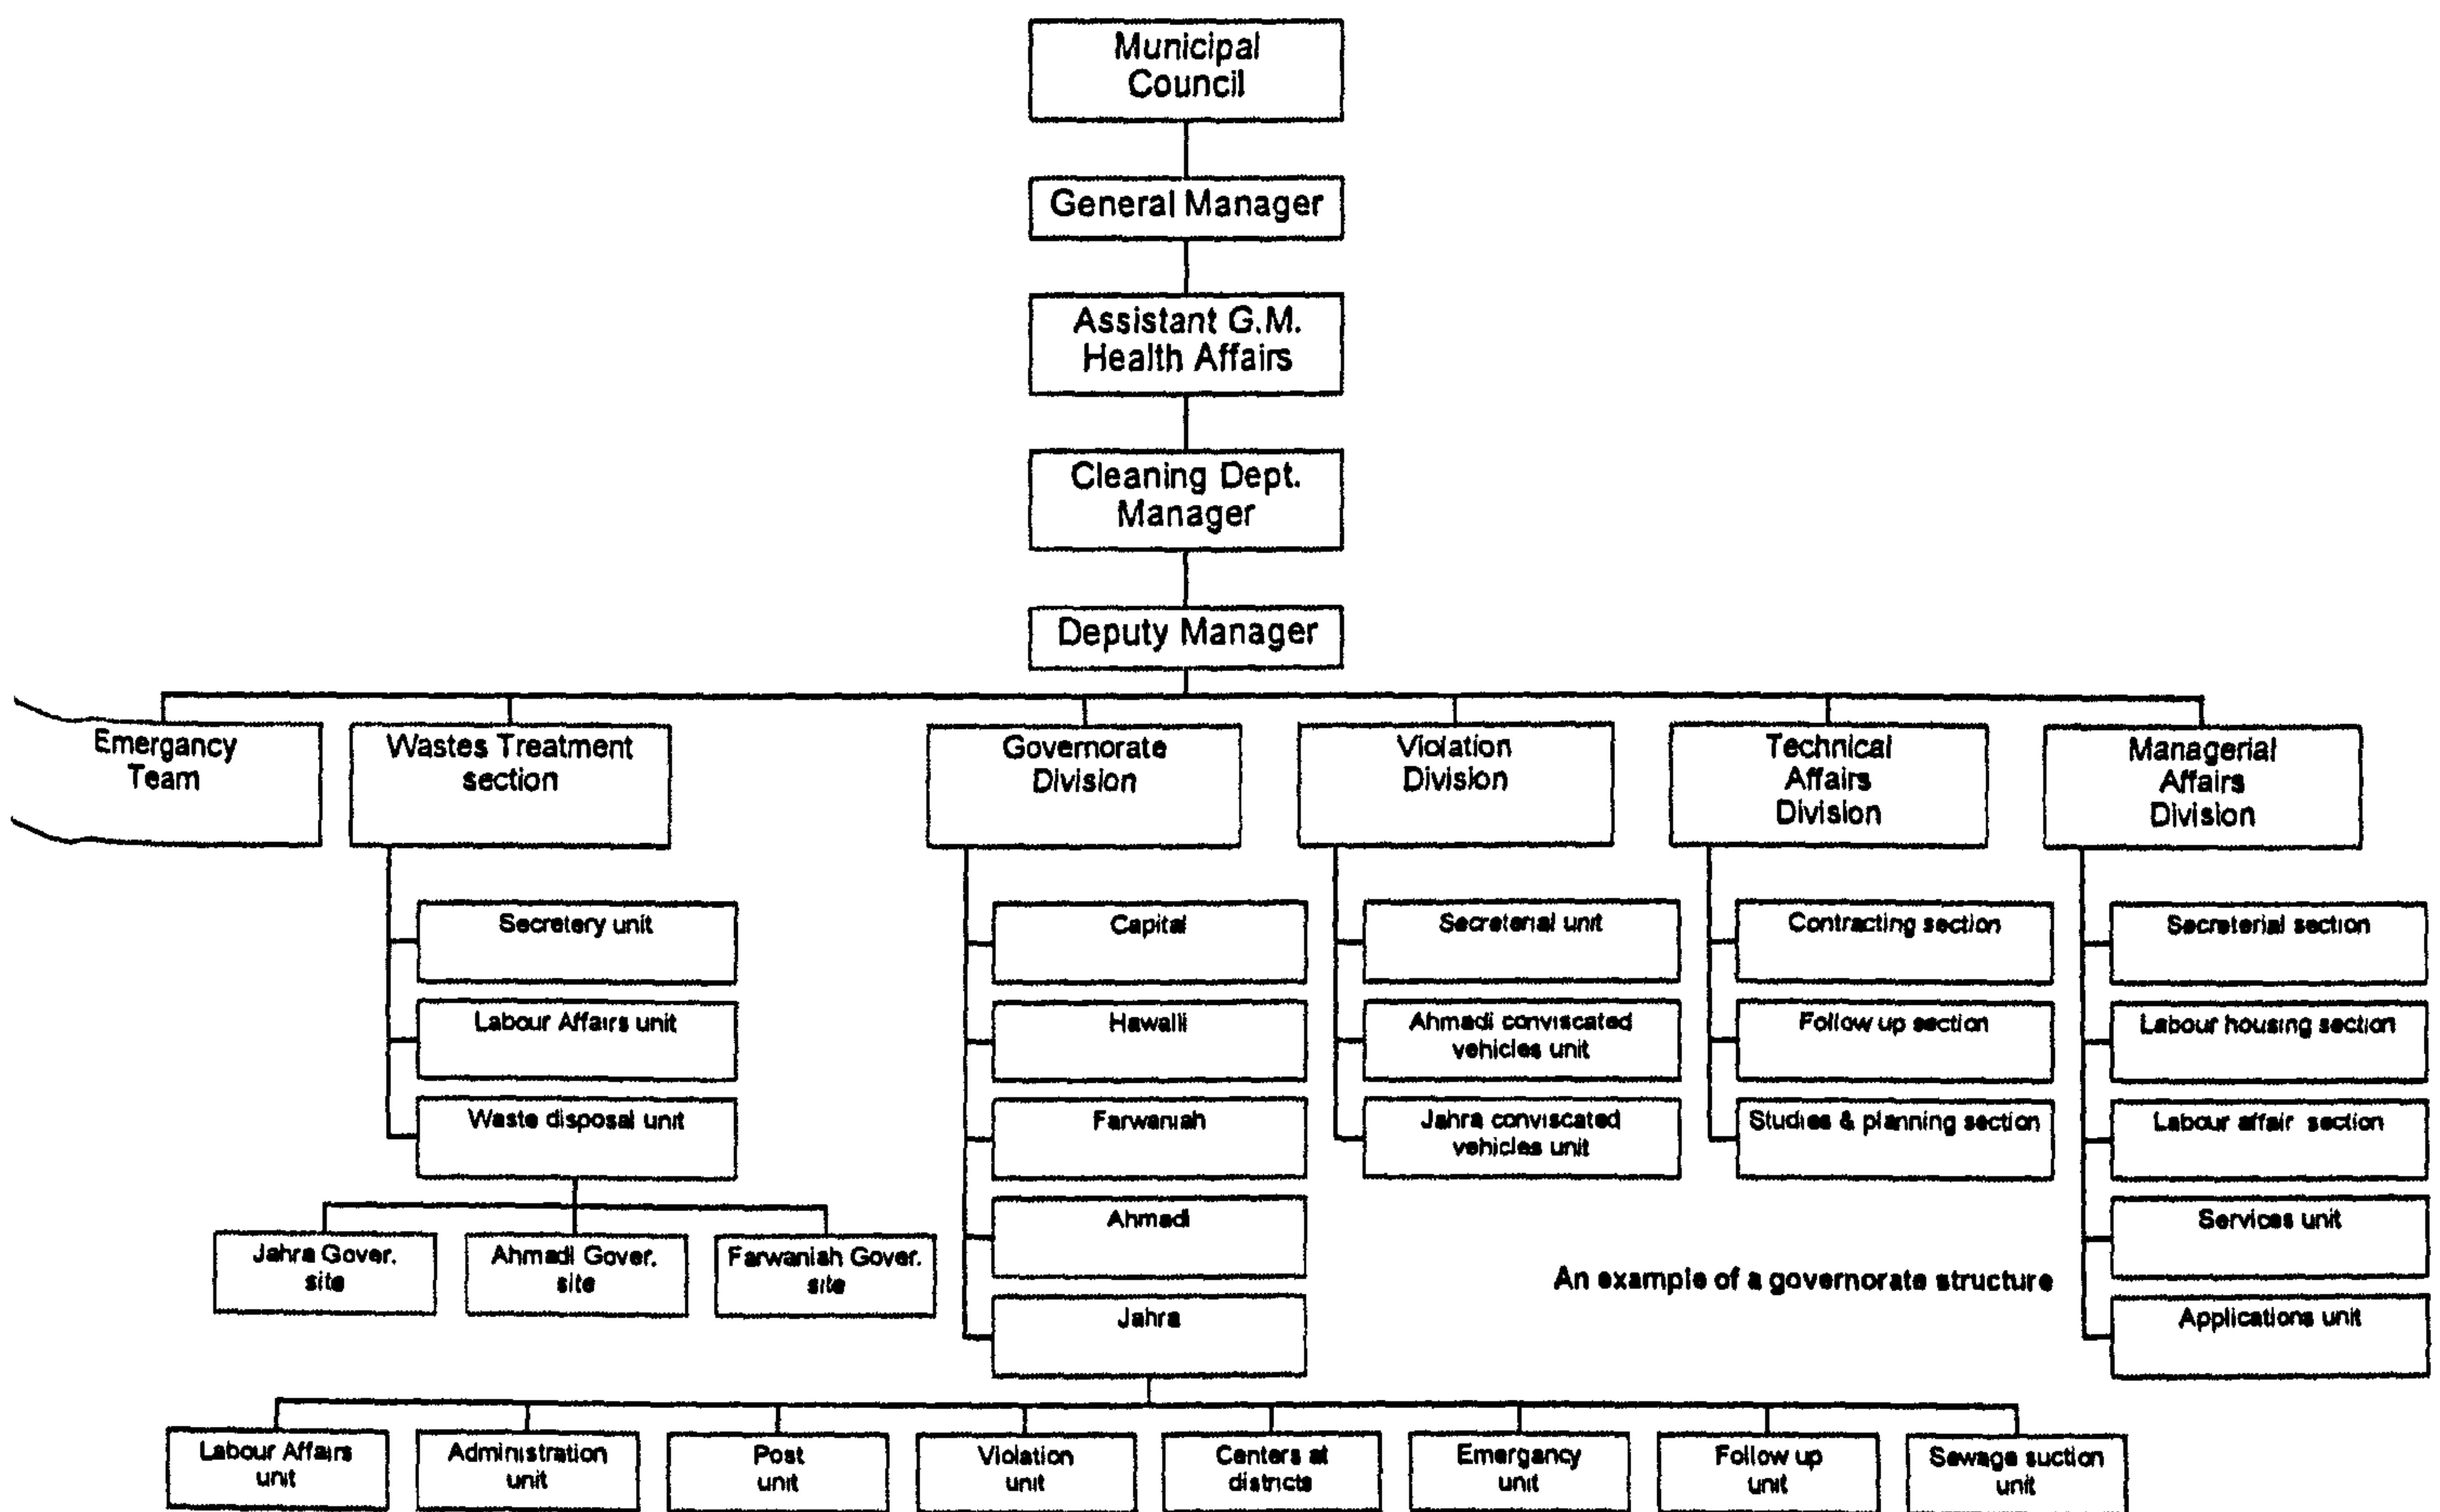 Municipal
Council
General Manager
Assistant G.M.
Health Affairs
Cleaning Dept.
Manager
Deputy Manager
Emergancy
Team
Wastes Treatment
section
Governorate
Division
Violation
Division
Technical
Affairs
Division
Managerial
Affairs
Division
Secretery unit
Labour Affairs unit
Waste disposal unit
Jahra Gover.
site
Ahmadi Gover.
site
Farwaniah Gover.
site
Capital
Hawalli
Farwaniah
Ahmadi
Jahra
Secreterial unit
Ahmadi conviscated
vehicles unit
Jahra conviscated
vehicles unit
Contracting section
Follow up section
Studies & planning section
Secreterial section
Labour housing section
Labour affair section
Services unit
Applications unit
An example of a governorate structure
Labour Affairs
unit
Administration
unit
Post
unit
Violation
unit
Centers at
districts
Emergancy
unit
Follow up
unit
Sewage suction
unit